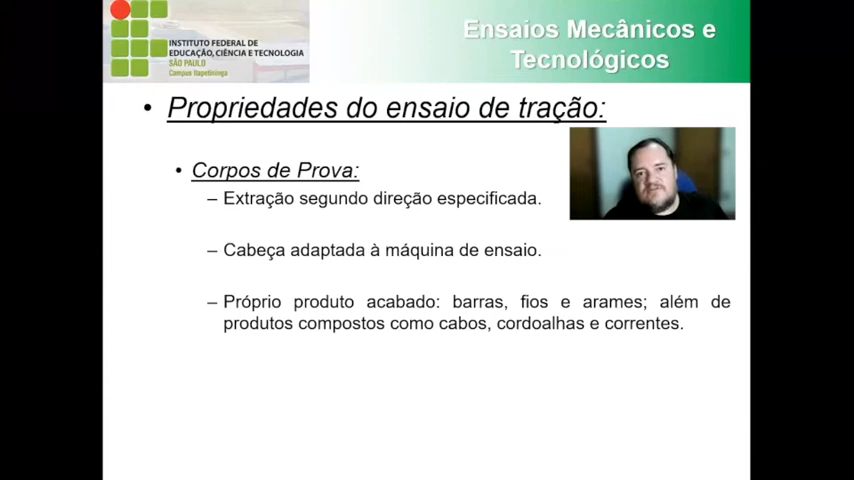 INSTITUTO FEDERAL DE
EDUCAÇÃO, CIÊNCIA E TECNOLOGIA
SÃO PAULO
Campus Itapetininga
Ensaios Mecânicos e
Tecnológicos
• Propriedades do ensaio de tração:
• Corpos de Prova:
– Extração segundo direção especificada.
– Cabeça adaptada à máquina de ensaio.
– Próprio produto acabado: barras, fios e arames; além de
produtos compostos como cabos, cordoalhas e correntes.